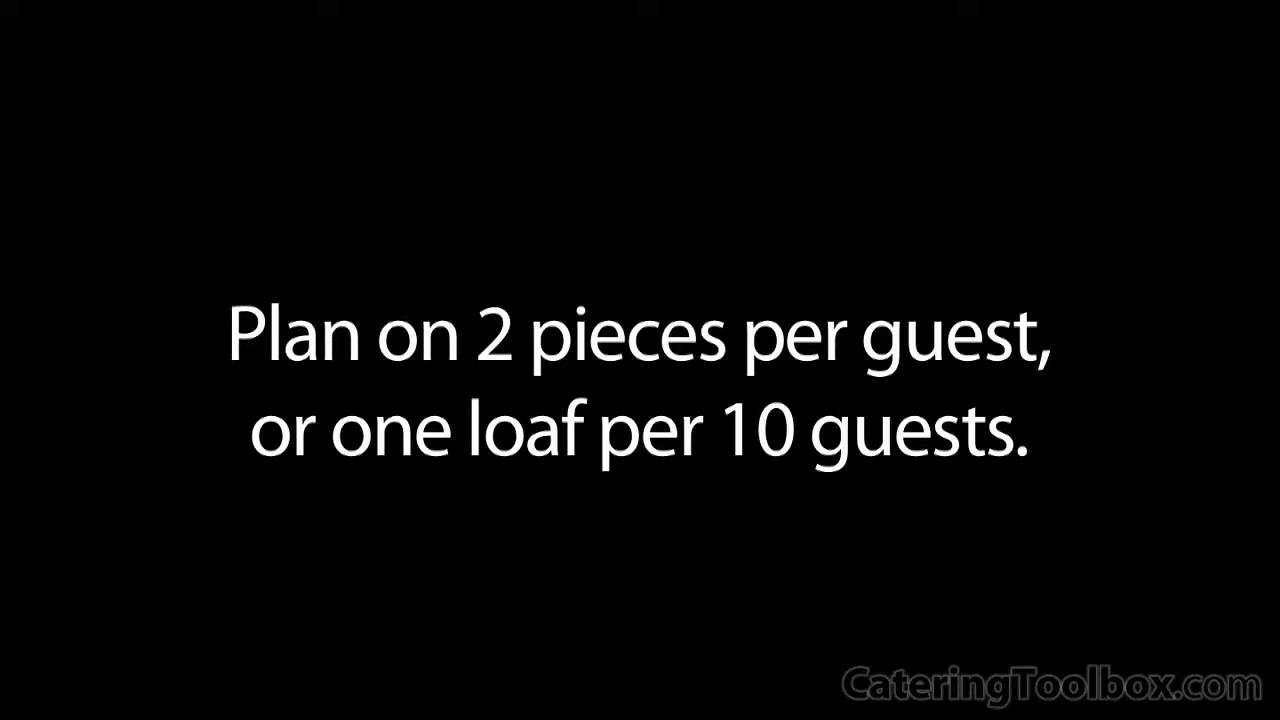 Plan on 2 pieces per guest,
or one loaf per 10 guests.
CateringToolbox.com